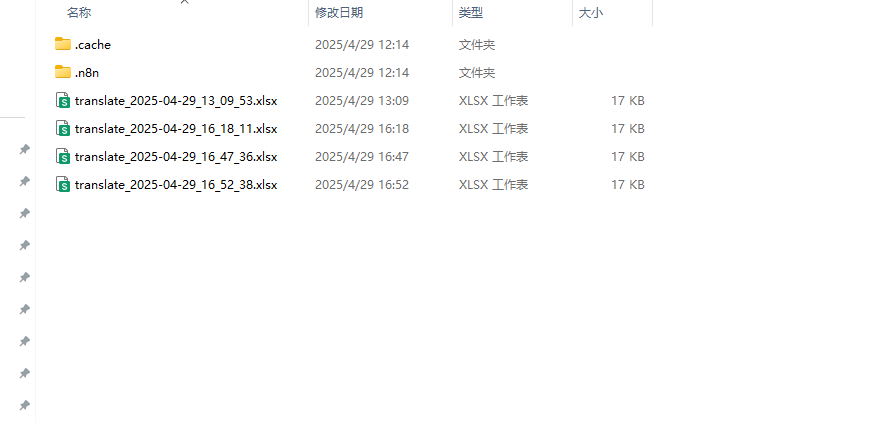 名称 修改日期 类型 大小
.cache 2025/4/29 12:14 文件夹
.n8n 2025/4/29 12:14 文件夹
translate_2025-04-29_13_09_53.xlsx 2025/4/29 13:09 XLSX 工作表 17 KB
translate_2025-04-29_16_18_11.xlsx 2025/4/29 16:18 XLSX 工作表 17 KB
translate_2025-04-29_16_47_36.xlsx 2025/4/29 16:47 XLSX 工作表 17 KB
translate_2025-04-29_16_52_38.xlsx 2025/4/29 16:52 XLSX 工作表 17 KB